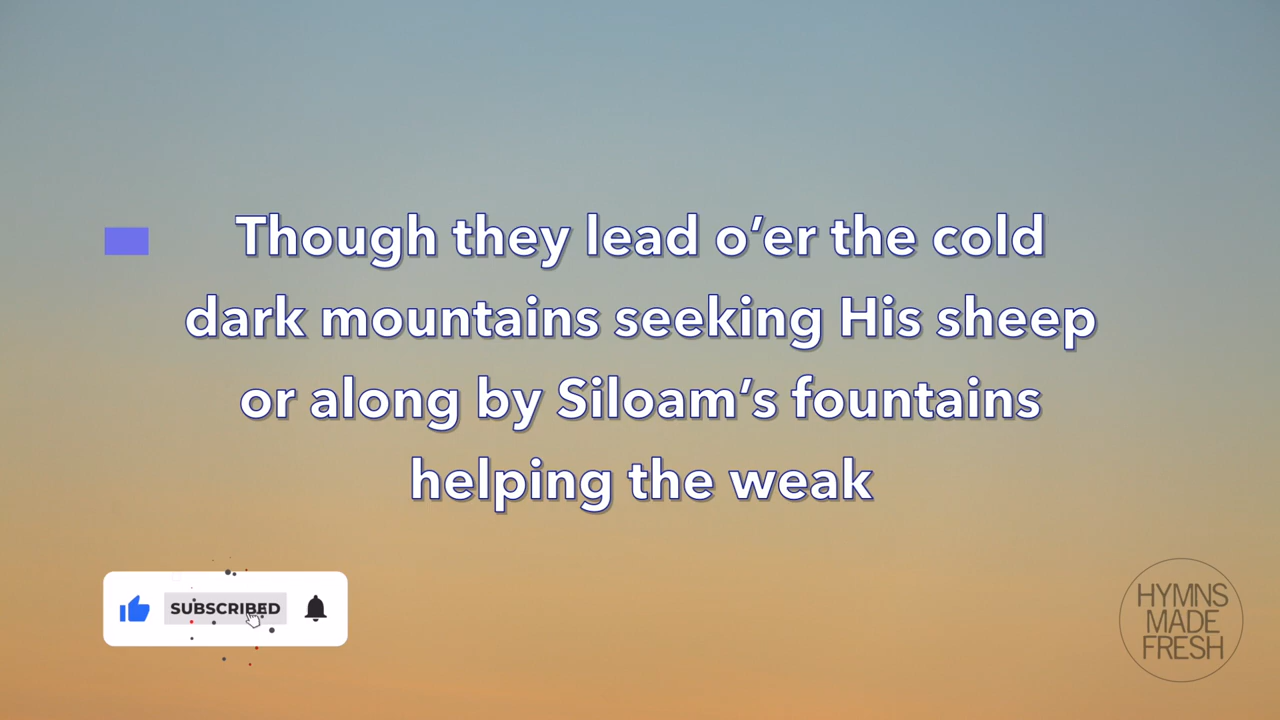 Though they lead o’er the cold
dark mountains seeking His sheep
or along by Siloam’s fountains
helping the weak
SUBSCRIBED
HYMNS
MADE
FRESH